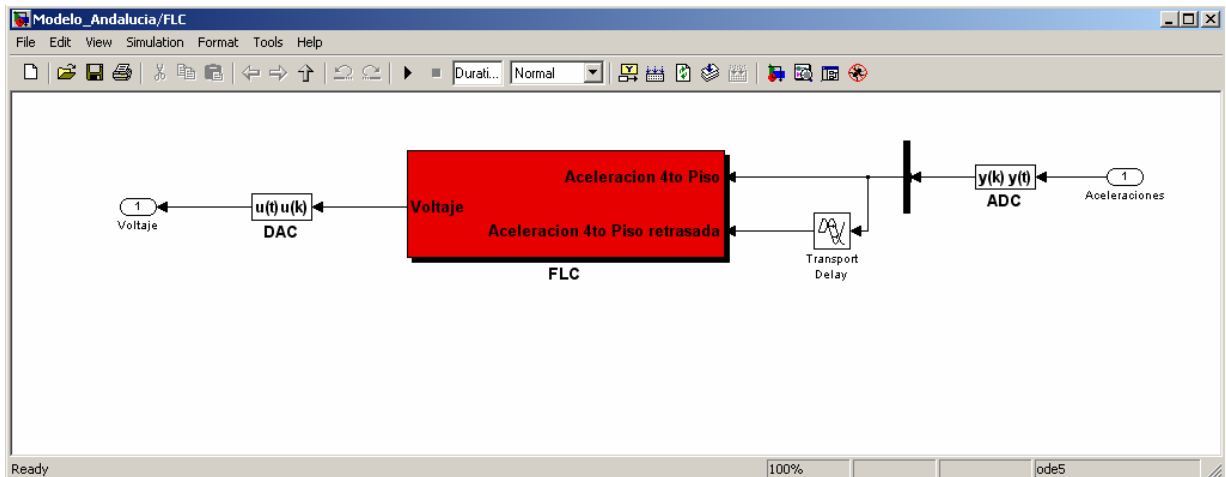 Modelo_Andalucia/FLC
File Edit View Simulation Format Tools Help
Durati... Normal
Aceleracion 4to Piso
y(k) y(t)
1
ADC
Aceleraciones
1
Voltaje
u(t) u(k)
DAC
Voltaje
Aceleracion 4to Piso retrasada
FLC
Transport
Delay
Ready 100% ode5